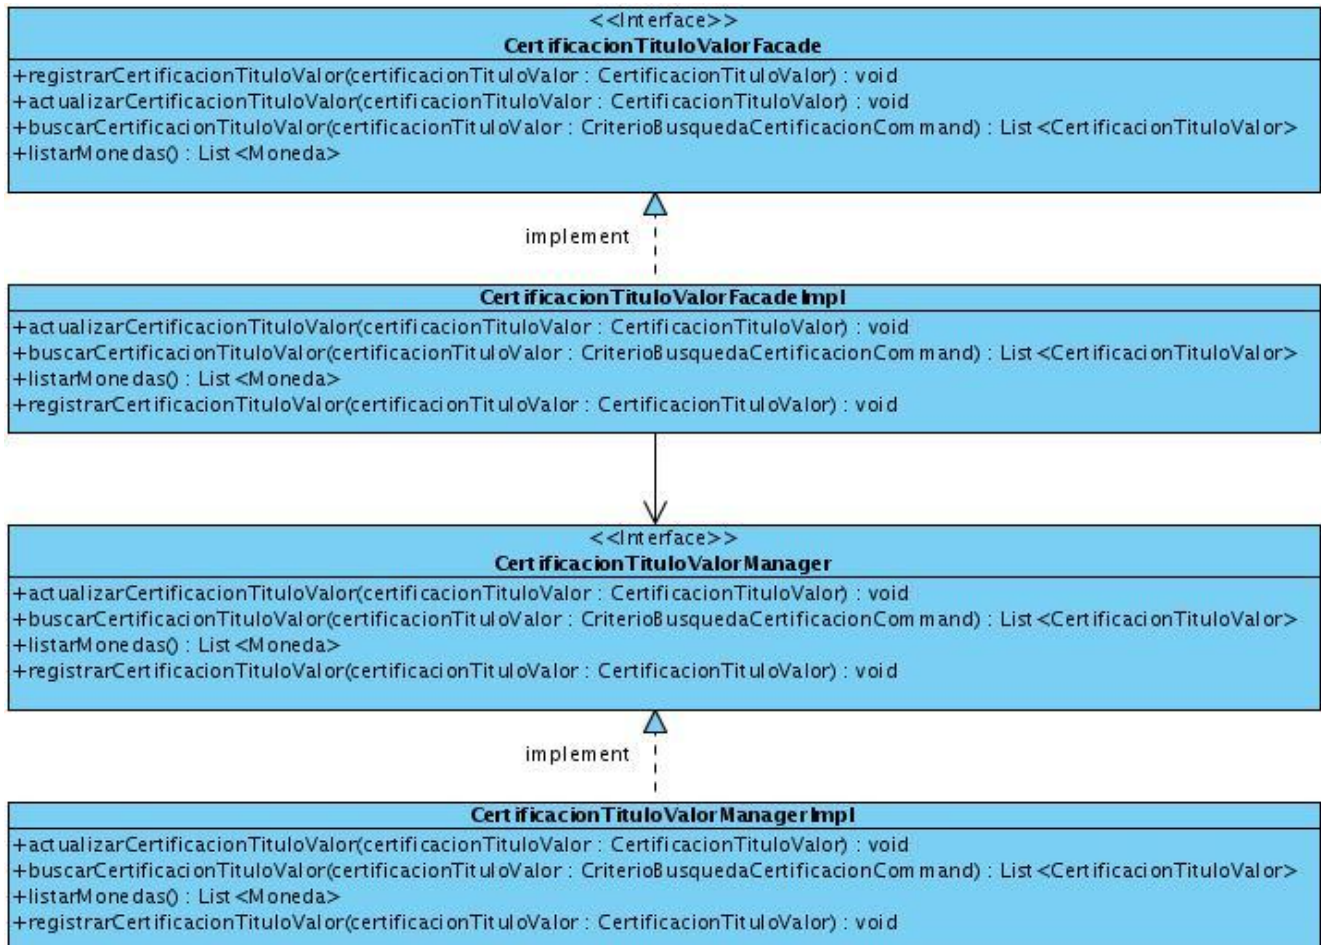 <<Interface>>
CertificacionTituloValorFacade
+registrarCertificacionTituloValor(certificacionTituloValor : CertificacionTituloValor) : void
+actualizarCertificacionTituloValor(certificacionTituloValor : CertificacionTituloValor) : void
+buscarCertificacionTituloValor(certificacionTituloValor : CriterioBusquedaCertificacionCommand) : List<CertificacionTituloValor>
+listarMonedas() : List<Moneda>
implement
CertificacionTituloValorFacadeImpl
+actualizarCertificacionTituloValor(certificacionTituloValor : CertificacionTituloValor) : void
+buscarCertificacionTituloValor(certificacionTituloValor : CriterioBusquedaCertificacionCommand) : List<CertificacionTituloValor>
+listarMonedas() : List<Moneda>
+registrarCertificacionTituloValor(certificacionTituloValor : CertificacionTituloValor) : void
<<Interface>>
CertificacionTituloValorManager
+actualizarCertificacionTituloValor(certificacionTituloValor : CertificacionTituloValor) : void
+buscarCertificacionTituloValor(certificacionTituloValor : CriterioBusquedaCertificacionCommand) : List<CertificacionTituloValor>
+listarMonedas() : List<Moneda>
+registrarCertificacionTituloValor(certificacionTituloValor : CertificacionTituloValor) : void
implement
CertificacionTituloValorManagerImpl
+actualizarCertificacionTituloValor(certificacionTituloValor : CertificacionTituloValor) : void
+buscarCertificacionTituloValor(certificacionTituloValor : CriterioBusquedaCertificacionCommand) : List<CertificacionTituloValor>
+listarMonedas() : List<Moneda>
+registrarCertificacionTituloValor(certificacionTituloValor : CertificacionTituloValor) : void